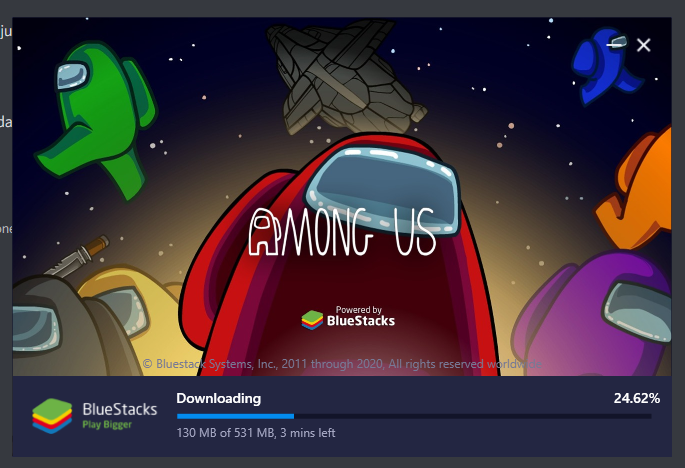 AMONG US
Powered by
BlueStacks
© Bluestack Systems, Inc., 2011 through 2020, All rights reserved worldwide.
BlueStacks
Play Bigger
Downloading
24.62%
130 MB of 531 MB, 3 mins left